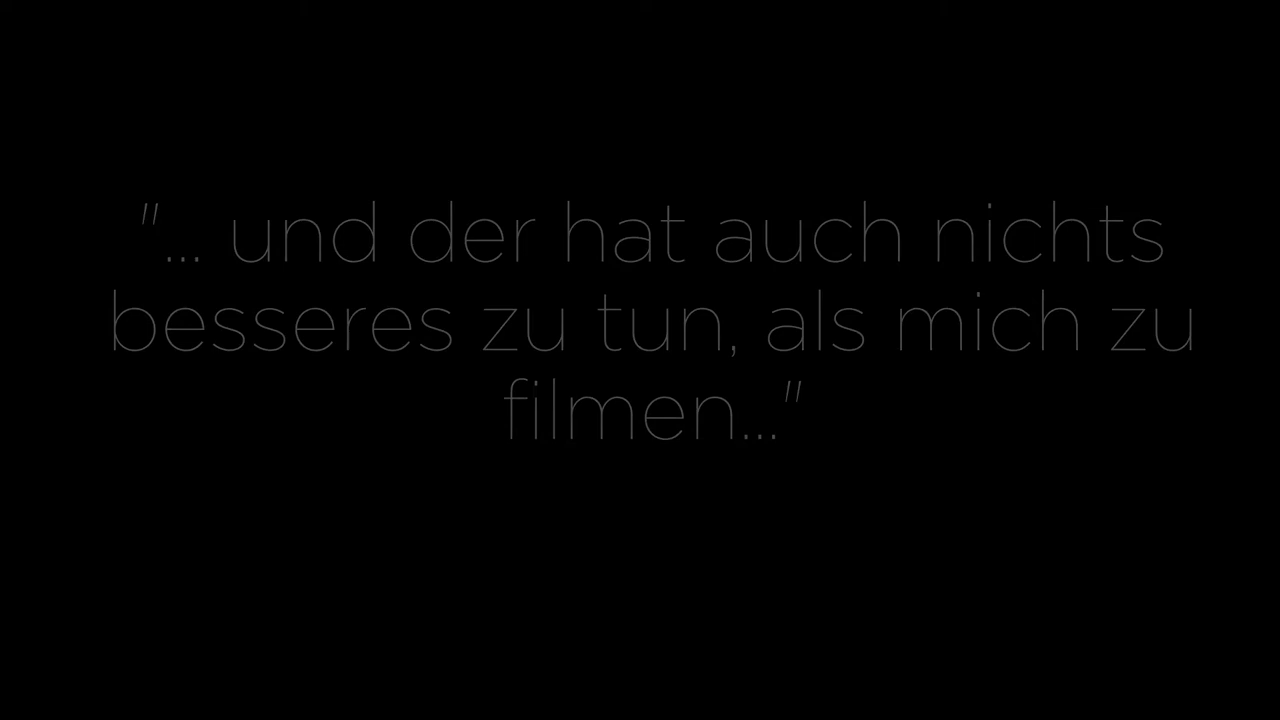 "... und der hat auch nichts
besseres zu tun, als mich zu
filmen..."